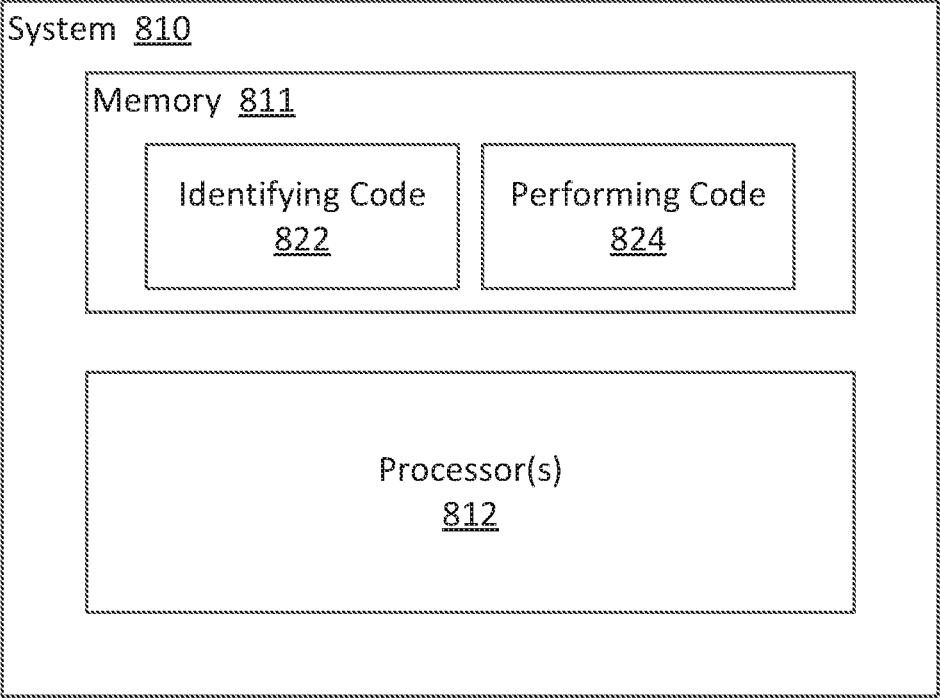 System 810
Memory 811
Identifying Code
822
Performing Code
824
Processor(s)
812